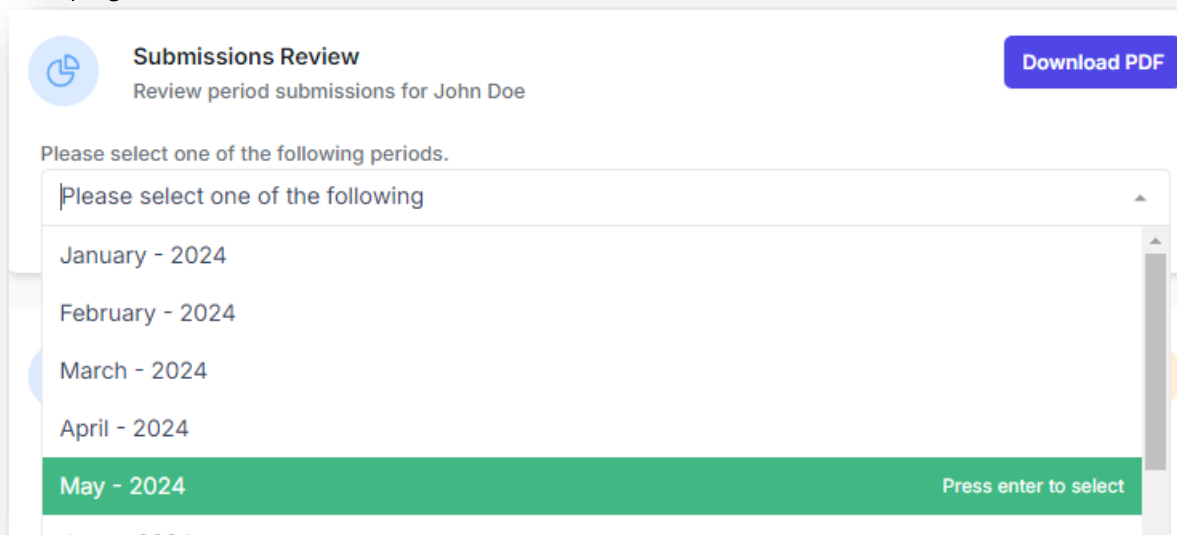 Submissions Review
Download PDF
Review period submissions for John Doe
Please select one of the following periods.
Please select one of the following
January - 2024
February - 2024
March - 2024
April - 2024
May - 2024
Press enter to select